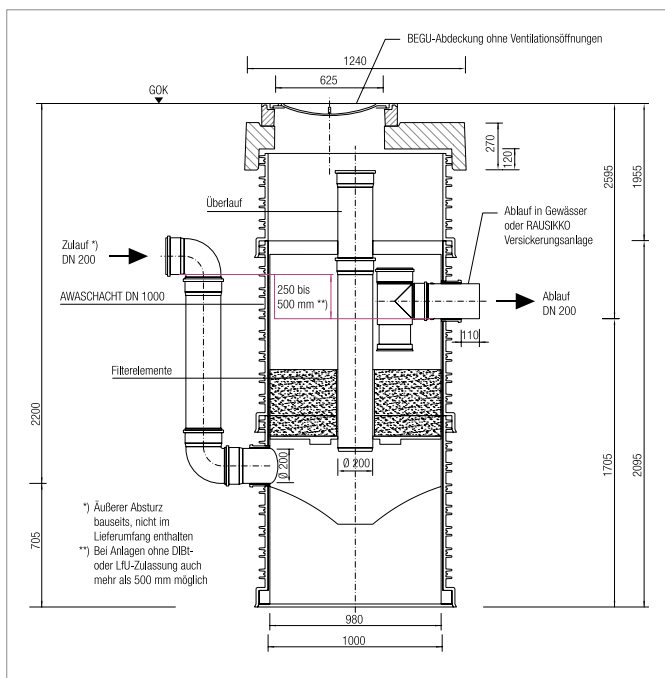 BEGU-Abdeckung ohne Ventilationsöffnungen
1240
625
GOK
270
120
2595
1955
Überlauf
Ablauf in Gewässer
oder RAUSIKKO
Versickerungsanlage
Zulauf *)
DN 200
AWASCHACHT DN 1000
250 bis
500 mm **)
Ablauf
DN 200
110
Filterelemente
2200
Ø 200
Ø 200
1705
2095
705
*) Äußerer Absturz
bauseits, nicht im
Lieferumfang enthalten
**) Bei Anlagen ohne DIBt-
oder LfU-Zulassung auch
mehr als 500 mm möglich
980
1000